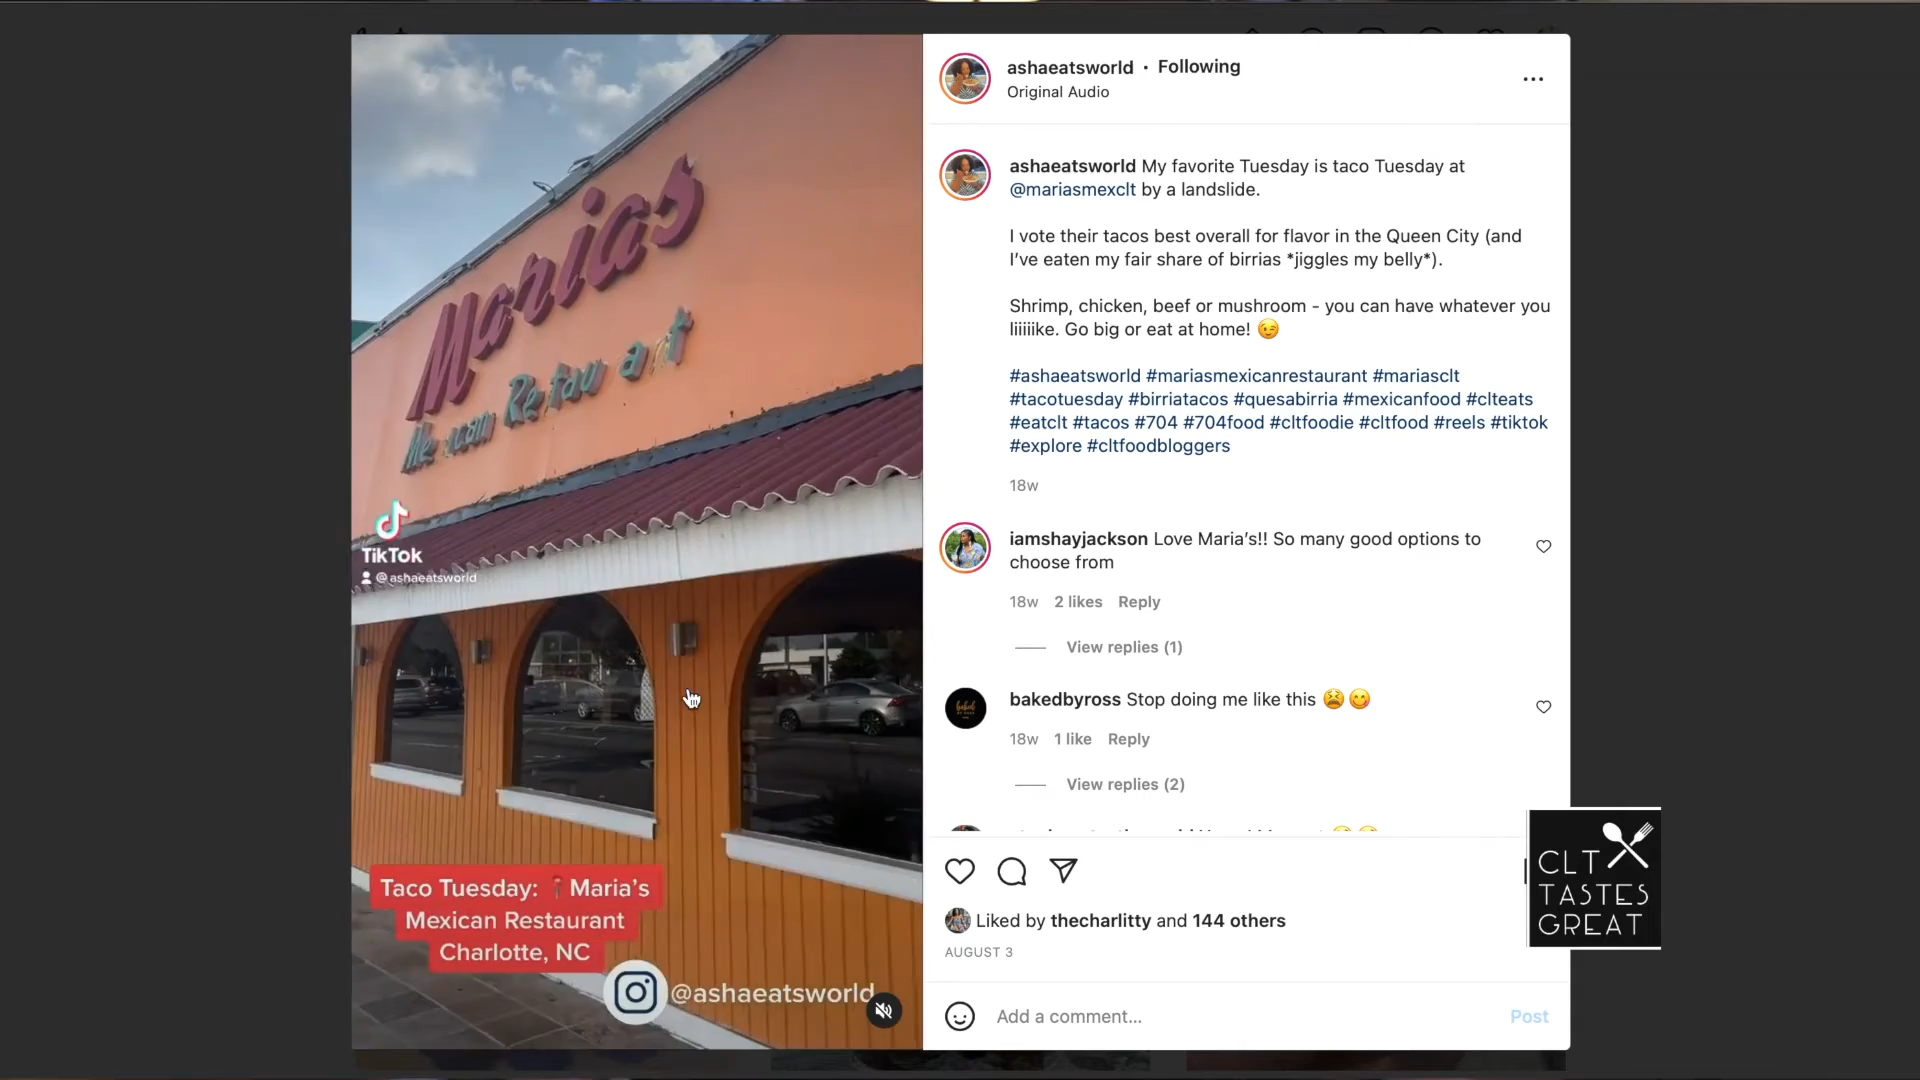 Marias
Me ican Re tau a t
TikTok
@ashaeatsworld
Taco Tuesday: 📍Maria's
Mexican Restaurant
Charlotte, NC
@ashaeatsworld
ashaeatsworld • Following
Original Audio
ashaeatsworld My favorite Tuesday is taco Tuesday at
@mariasmexclt by a landslide.
I vote their tacos best overall for flavor in the Queen City (and
I've eaten my fair share of birrias *jiggles my belly*).
Shrimp, chicken, beef or mushroom - you can have whatever you
liiiiike. Go big or eat at home! 😉
#ashaeatsworld #mariasmexicanrestaurant #mariasclt
#tacotuesday #birriatacos #quesabirria #mexicanfood #clteats
#eatclt #tacos #704 #704food #cltfoodie #cltfood #reels #tiktok
#explore #cltfoodbloggers
18w
iamshayjackson Love Maria's!! So many good options to
choose from
18w 2 likes Reply
View replies (1)
bakedbyross Stop doing me like this 😫😋
18w 1 like Reply
View replies (2)
Liked by thecharlitty and 144 others
AUGUST 3
Add a comment...
Post
CLT
TASTES
GREAT